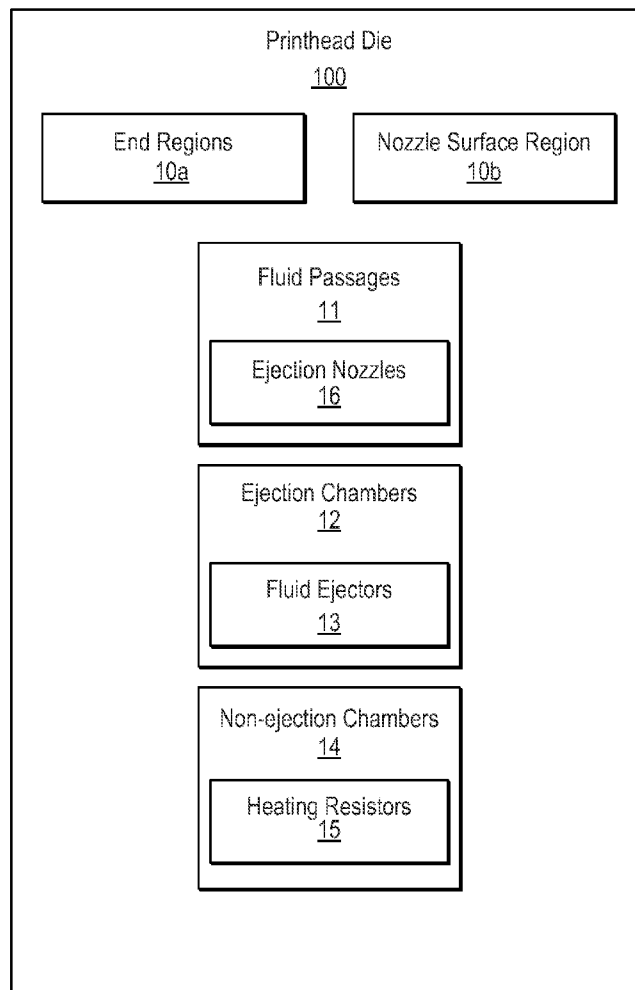 Printhead Die
100
End Regions
10a
Nozzle Surface Region
10b
Fluid Passages
11
Ejection Nozzles
16
Ejection Chambers
12
Fluid Ejectors
13
Non-ejection Chambers
14
Heating Resistors
15